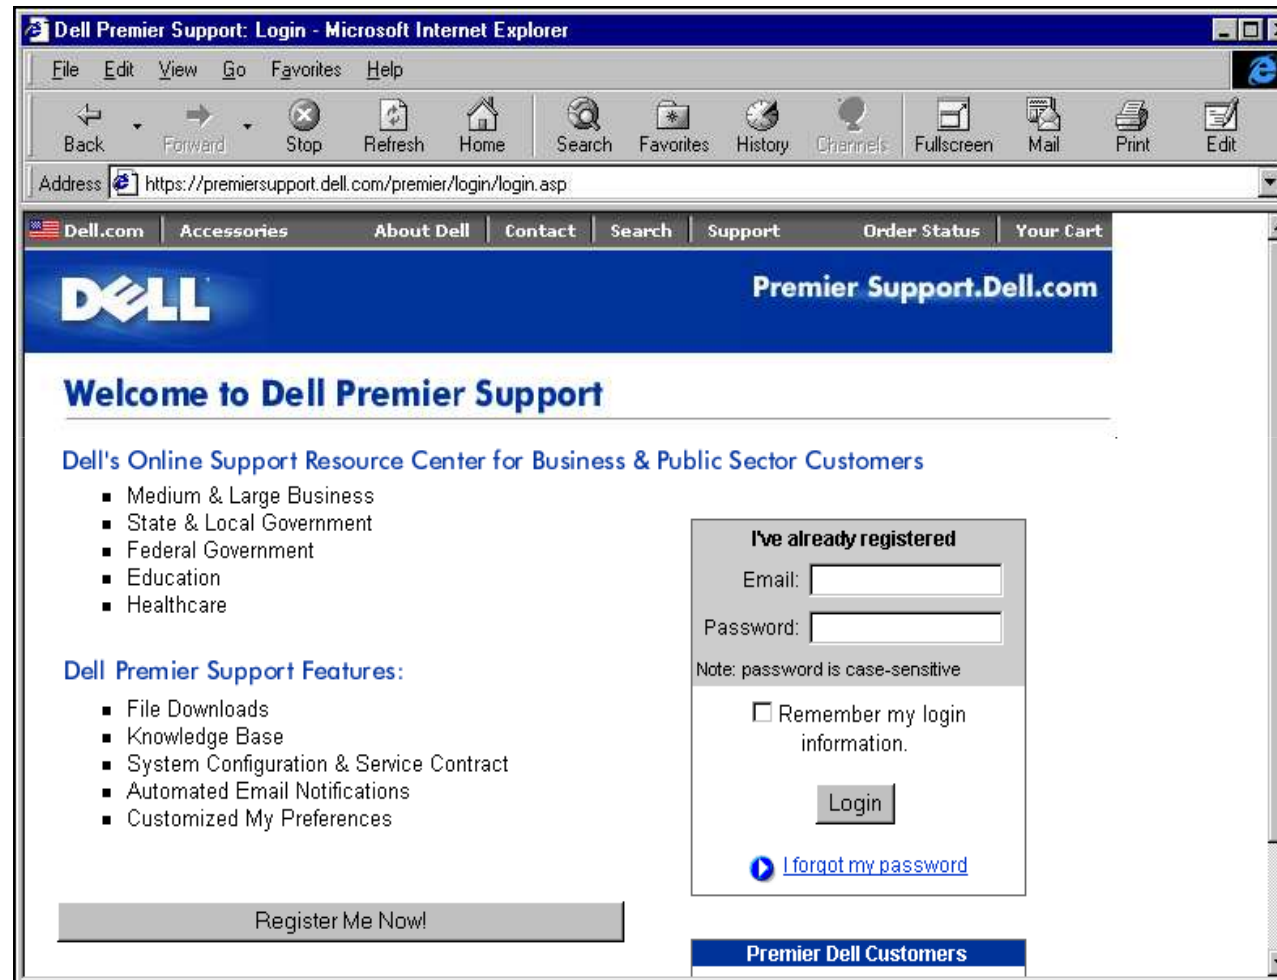 Dell Premier Support: Login - Microsoft Internet Explorer
File Edit View Go Favorites Help
Back Forward Stop Refresh Home Search Favorites History Channels Fullscreen Mail Print Edit
Address https://premiersupport.dell.com/premier/login/login.asp
Dell.com Accessories About Dell Contact Search Support Order Status Your Cart
DELL
Premier Support.Dell.com
Welcome to Dell Premier Support
Dell's Online Support Resource Center for Business & Public Sector Customers
Medium & Large Business
State & Local Government
Federal Government
Education
Healthcare
Dell Premier Support Features:
File Downloads
Knowledge Base
System Configuration & Service Contract
Automated Email Notifications
Customized My Preferences
Register Me Now!
I've already registered
Email:
Password:
Note: password is case-sensitive
Remember my login
information.
Login
I forgot my password
Premier Dell Customers